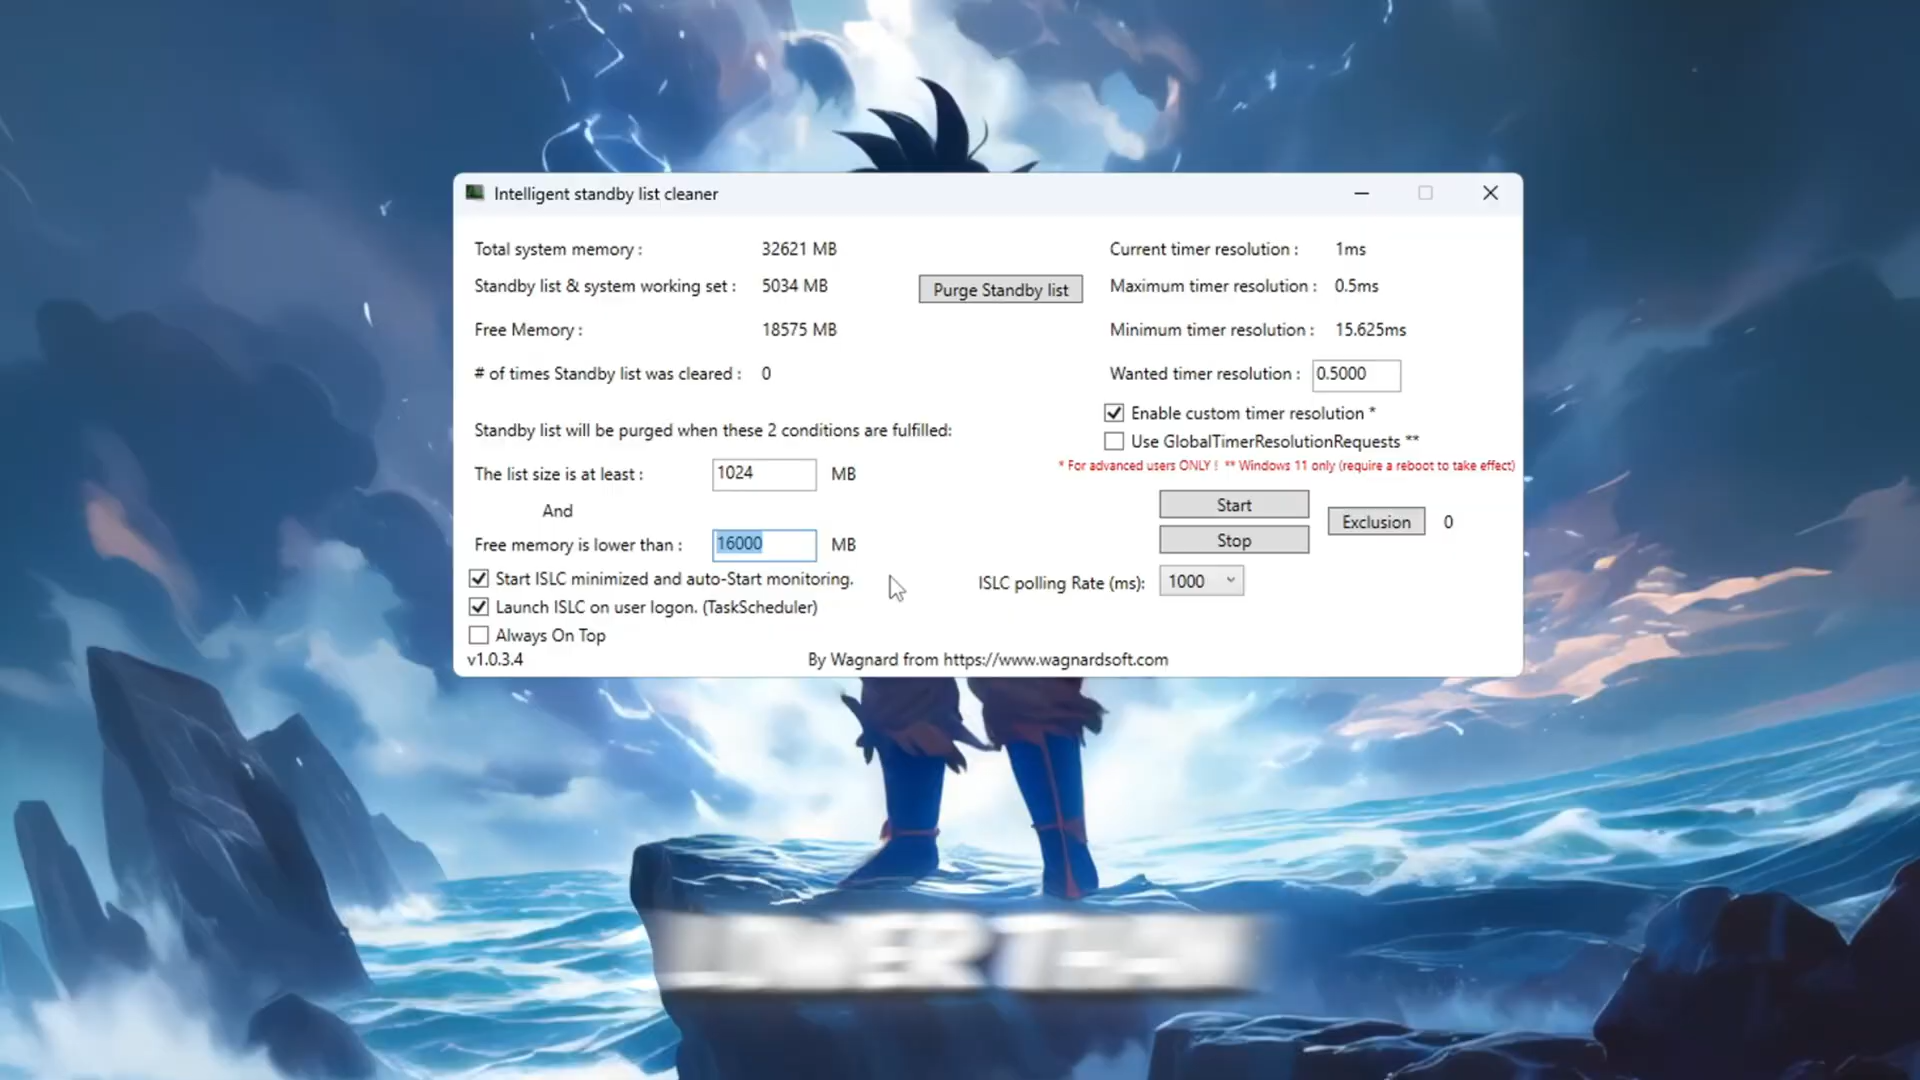 Intelligent standby list cleaner
Total system memory : 32621 MB
Standby list & system working set : 5034 MB
Purge Standby list
Free Memory : 18575 MB
# of times Standby list was cleared : 0
Standby list will be purged when these 2 conditions are fulfilled:
The list size is at least : 1024 MB
And
Free memory is lower than : 16000 MB
Start ISLC minimized and auto-Start monitoring.
Launch ISLC on user logon. (TaskScheduler)
Always On Top
v1.0.3.4
By Wagnard from https://www.wagnardsoft.com
Current timer resolution : 1ms
Maximum timer resolution : 0.5ms
Minimum timer resolution : 15.625ms
Wanted timer resolution : 0.5000
Enable custom timer resolution *
Use GlobalTimerResolutionRequests **
* For advanced users ONLY ! ** Windows 11 only (require a reboot to take effect)
Start
Stop
Exclusion 0
ISLC polling Rate (ms): 1000
LOWER THAN